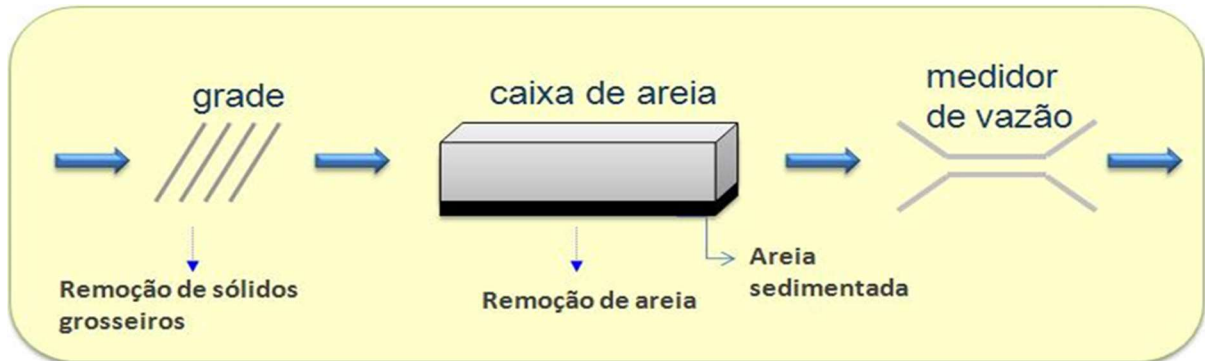 grade
caixa de areia
medidor
de vazão
Remoção de sólidos
grosseiros
Remoção de areia
Areia
sedimentada